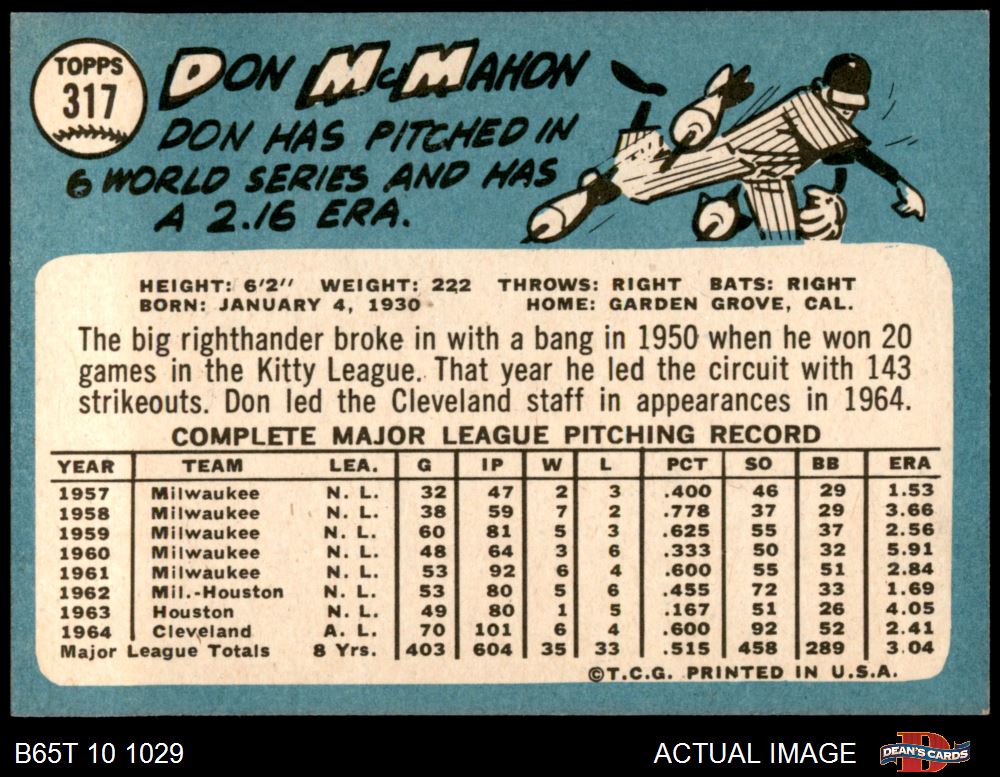 TOPPS
317
DON McMAHON
DON HAS PITCHED IN
6 WORLD SERIES AND HAS
A 2.16 ERA.
HEIGHT: 6'2" WEIGHT: 222 THROWS: RIGHT BATS: RIGHT
BORN: JANUARY 4, 1930 HOME: GARDEN GROVE, CAL.
The big righthander broke in with a bang in 1950 when he won 20
games in the Kitty League. That year he led the circuit with 143
strikeouts. Don led the Cleveland staff in appearances in 1964.
COMPLETE MAJOR LEAGUE PITCHING RECORD
YEAR TEAM LEA. G IP W L PCT SO BB ERA
1957 Milwaukee N. L. 32 47 2 3 .400 46 29 1.53
1958 Milwaukee N. L. 38 59 7 2 .778 37 29 3.66
1959 Milwaukee N. L. 60 81 5 3 .625 55 37 2.56
1960 Milwaukee N. L. 48 64 3 6 .333 50 32 5.91
1961 Milwaukee N. L. 53 92 6 4 .600 55 51 2.84
1962 Mil.-Houston N. L. 53 80 5 6 .455 72 33 1.69
1963 Houston N. L. 49 80 1 5 .167 51 26 4.05
1964 Cleveland A. L. 70 101 6 4 .600 92 52 2.41
Major League Totals 8 Yrs. 403 604 35 33 .515 458 289 3.04
©T.C.G. PRINTED IN U.S.A.
B65T 10 1029 ACTUAL IMAGE
D
DEAN'S CARDS